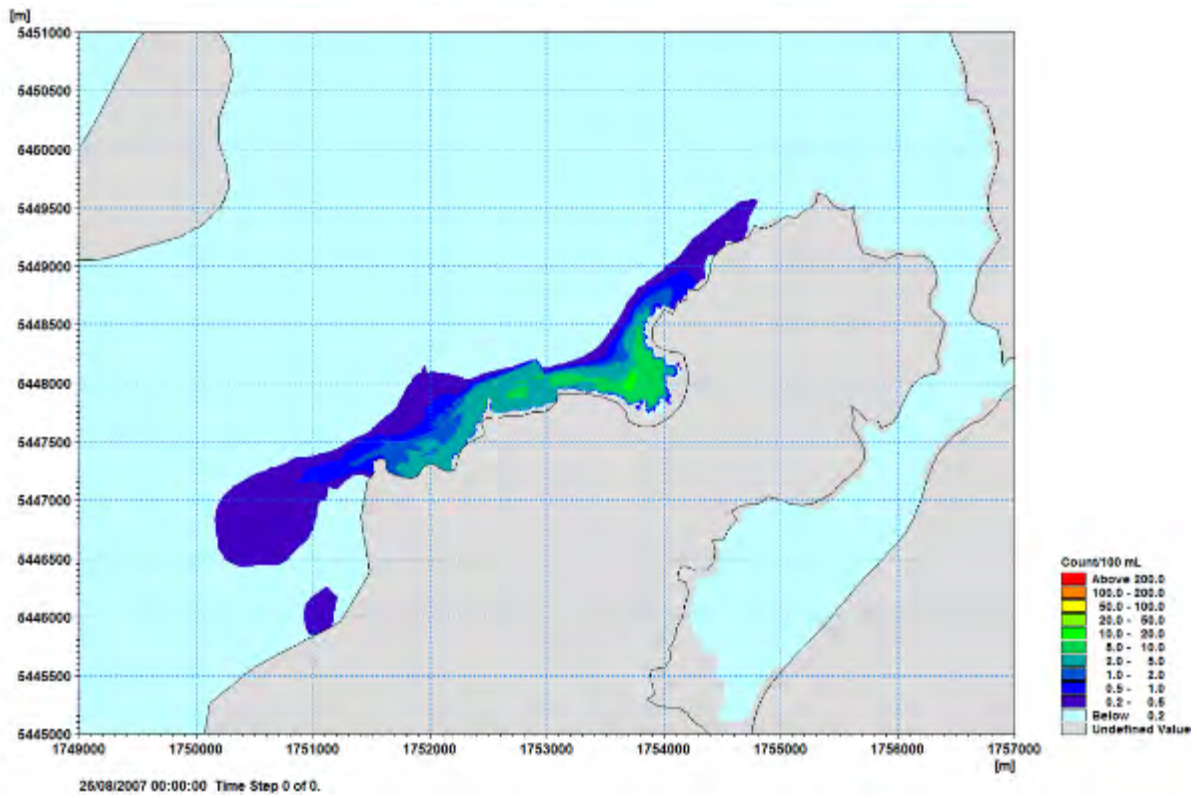 [m]
5451000
5450500
5450000
5449500
5449000
5448500
5448000
5447500
5447000
5446500
5446000
5445500
5445000
1749000 1750000 1751000 1752000 1753000 1754000 1755000 1756000 1757000
[m]
Count/100 mL
Above 200.0
100.0 - 200.0
50.0 - 100.0
20.0 - 50.0
10.0 - 20.0
5.0 - 10.0
2.0 - 5.0
1.0 - 2.0
0.5 - 1.0
0.2 - 0.5
Below 0.2
Undefined Value
26/08/2007 00:00:00 Time Step 0 of 0.